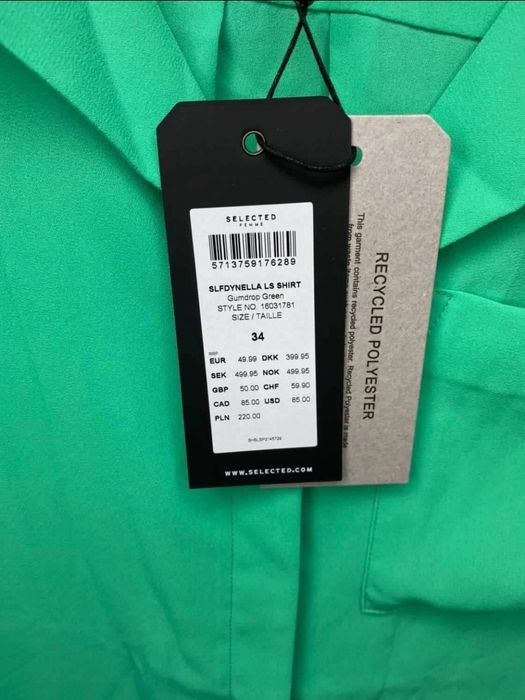 SELECTED
FEMME
5713759176289
SLFDYNELLA LS SHIRT
Gumdrop Green
STYLE NO. 16031781
SIZE / TAILLE
34
RRP
EUR 49.99 DKK 399.95
SEK 499.95 NOK 499.95
GBP 50.00 CHF 59.90
CAD 85.00 USD 85.00
PLN 220.00
WWW.SELECTED.COM
RECYCLED POLYESTER
This garment contains recycled polyester. Recycled Polyester is made